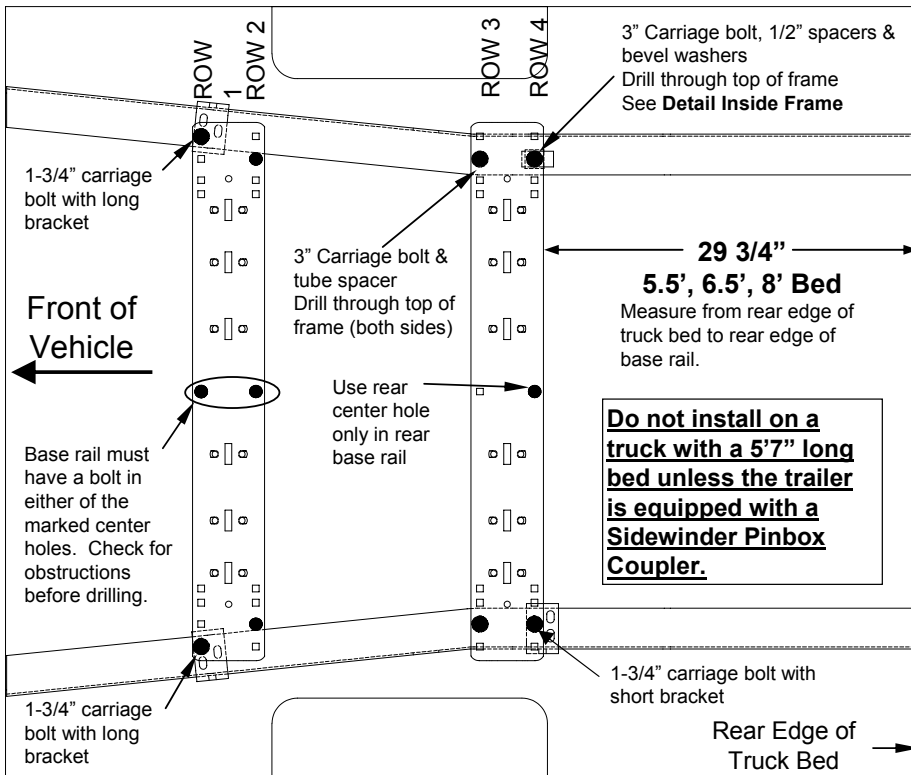 ROW 1
ROW 2
ROW 3
ROW 4
3” Carriage bolt, 1/2” spacers &
bevel washers
Drill through top of frame
See Detail Inside Frame
1-3/4” carriage
bolt with long
bracket
3” Carriage bolt &
tube spacer
Drill through top of
frame (both sides)
29 3/4”
5.5’, 6.5’, 8’ Bed
Measure from rear edge of
truck bed to rear edge of
base rail.
Front of
Vehicle
Use rear
center hole
only in rear
base rail
Base rail must
have a bolt in
either of the
marked center
holes. Check for
obstructions
before drilling.
Do not install on a
truck with a 5’7” long
bed unless the trailer
is equipped with a
Sidewinder Pinbox
Coupler.
1-3/4” carriage
bolt with long
bracket
1-3/4” carriage bolt with
short bracket
Rear Edge of
Truck Bed